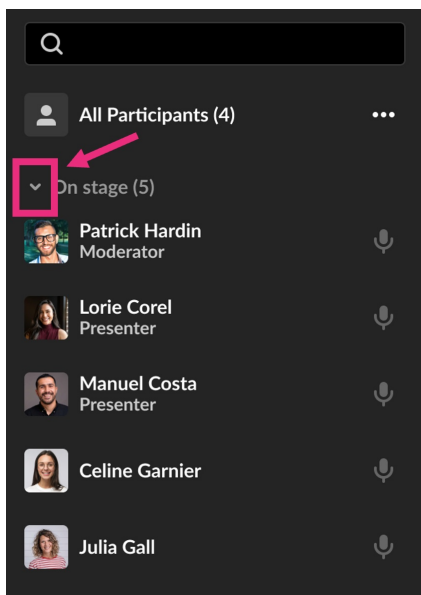 All Participants (4)
On stage (5)
Patrick Hardin
Moderator
Lorie Corel
Presenter
Manuel Costa
Presenter
Celine Garnier
Julia Gall